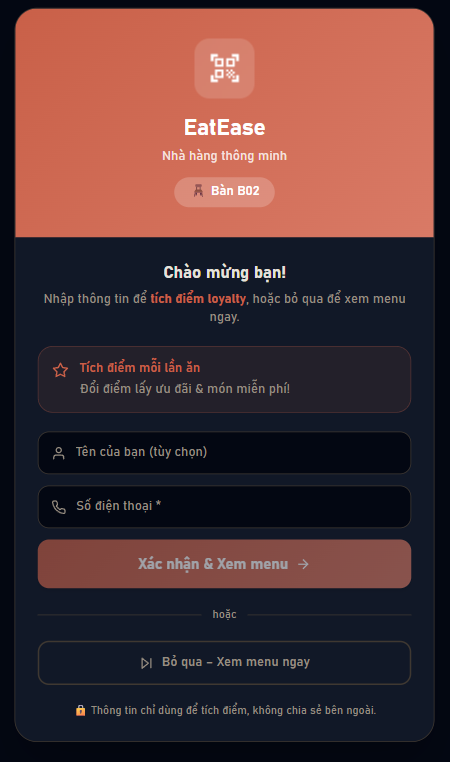 EatEase
Nhà hàng thông minh
Bàn B02
Chào mừng bạn!
Nhập thông tin để tích điểm loyalty, hoặc bỏ qua để xem menu
ngay.
Tích điểm mỗi lần ăn
Đổi điểm lấy ưu đãi & món miễn phí!
Tên của bạn (tùy chọn)
Số điện thoại *
Xác nhận & Xem menu →
hoặc
Bỏ qua – Xem menu ngay
Thông tin chỉ dùng để tích điểm, không chia sẻ bên ngoài.